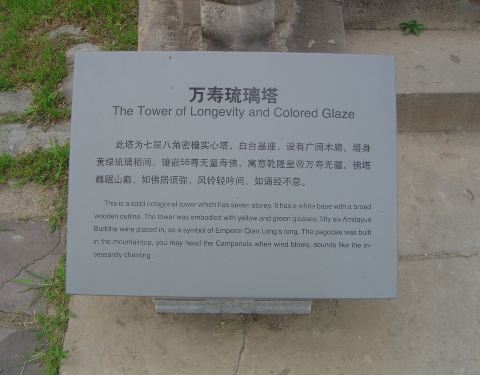 万寿琉璃塔
The Tower of Longevity and Colored Glaze
此塔为七层八角密檐实心塔，白台基座，设有广阔木廊，塔身
黄绿琉璃相间，镶嵌56尊无量寿佛，寓意乾隆皇帝万寿无疆，佛塔
巍踞山巅，如佛居须弥，风铃轻吟间，如诵经不息。
This is a solid octagonal tower which has seven storey. It has a white base with a broad
wooden outline. The tower was embodied with yellow and green glasses, fifty six Amitayus
Buddha were placed in, as a symbol of Emperor Qian Long's long. The pagodas was built
in the mountaintop, you may heed the Campanula when wind blows, sounds like the in-
cessantly chanting .